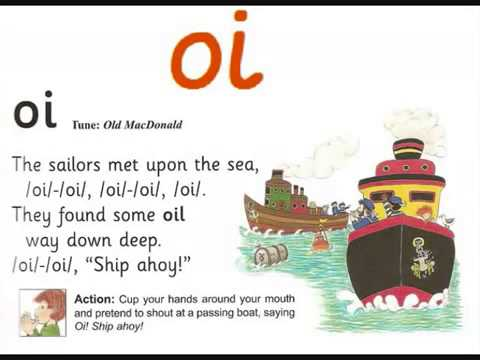 oi
oi Tune: Old MacDonald
The sailors met upon the sea,
/oi/-/oi/, /oi/-/oi/, /oi/.
They found some oil
way down deep.
/oi/-/oi/, “Ship ahoy!”
Action: Cup your hands around your mouth
and pretend to shout at a passing boat, saying
Oi! Ship ahoy!